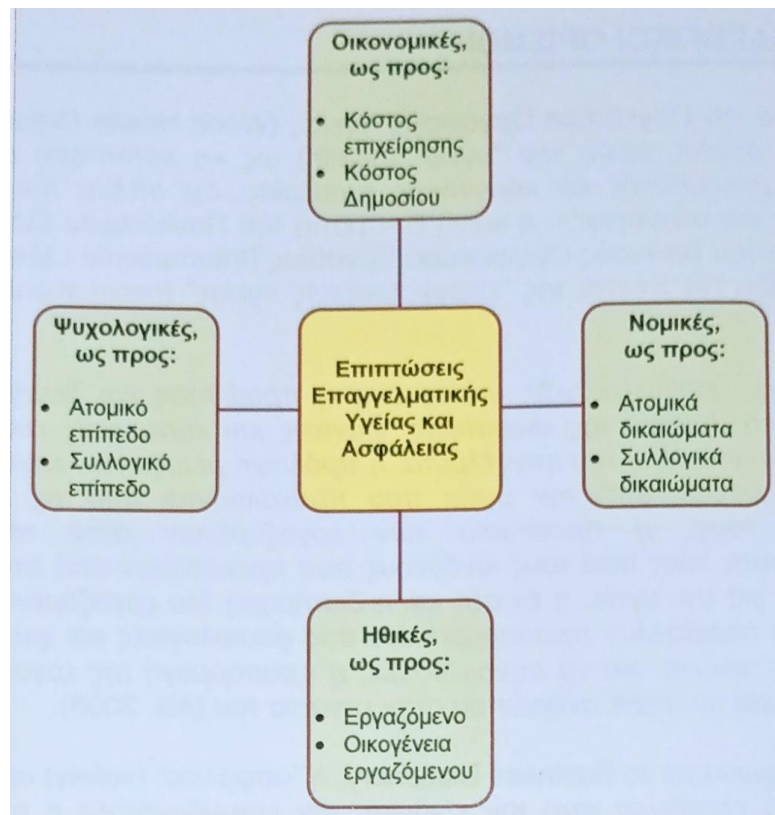 Οικονομικές,
ως προς:
• Κόστος
επιχείρησης
• Κόστος
Δημοσίου
Ψυχολογικές,
ως προς:
• Ατομικό
επίπεδο
• Συλλογικό
επίπεδο
Επιπτώσεις
Επαγγελματικής
Υγείας και
Ασφάλειας
Νομικές,
ως προς:
• Ατομικά
δικαιώματα
• Συλλογικά
δικαιώματα
Ηθικές,
ως προς:
• Εργαζόμενο
• Οικογένεια
εργαζόμενου